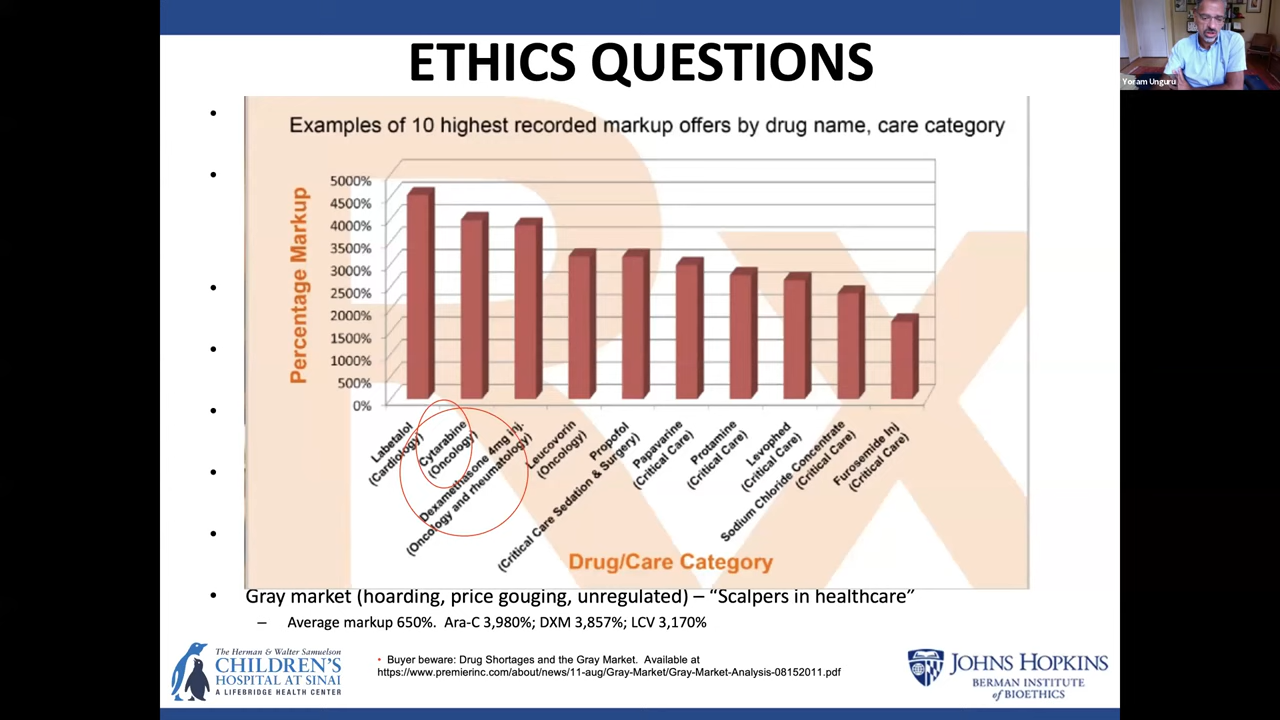 ETHICS QUESTIONS
Yoram Unguru
Examples of 10 highest recorded markup offers by drug name, care category
Percentage Markup
5000%
4500%
4000%
3500%
3000%
2500%
2000%
1500%
1000%
500%
0%
Labetalol
(Cardiology)
Cytarabine
(Oncology)
Dexamethasone 4mg inj.
(Oncology and rheumatology)
Leucovorin
(Oncology)
Propofol
(Critical Care Sedation & Surgery)
Papavarine
(Critical Care)
Protamine
(Critical Care)
Levophed
(Critical Care)
Sodium Chloride Concentrate
(Critical Care)
Furosemide Inj
(Critical Care)
Drug/Care Category
• Gray market (hoarding, price gouging, unregulated) – “Scalpers in healthcare”
– Average markup 650%. Ara-C 3,980%; DXM 3,857%; LCV 3,170%
The Herman & Walter Samuelson
CHILDREN'S
HOSPITAL AT SINAI
A LIFEBRIDGE HEALTH CENTER
• Buyer beware: Drug Shortages and the Gray Market. Available at
https://www.premierinc.com/about/news/11-aug/Gray-Market/Gray-Market-Analysis-08152011.pdf
JOHNS HOPKINS
BERMAN INSTITUTE
of BIOETHICS